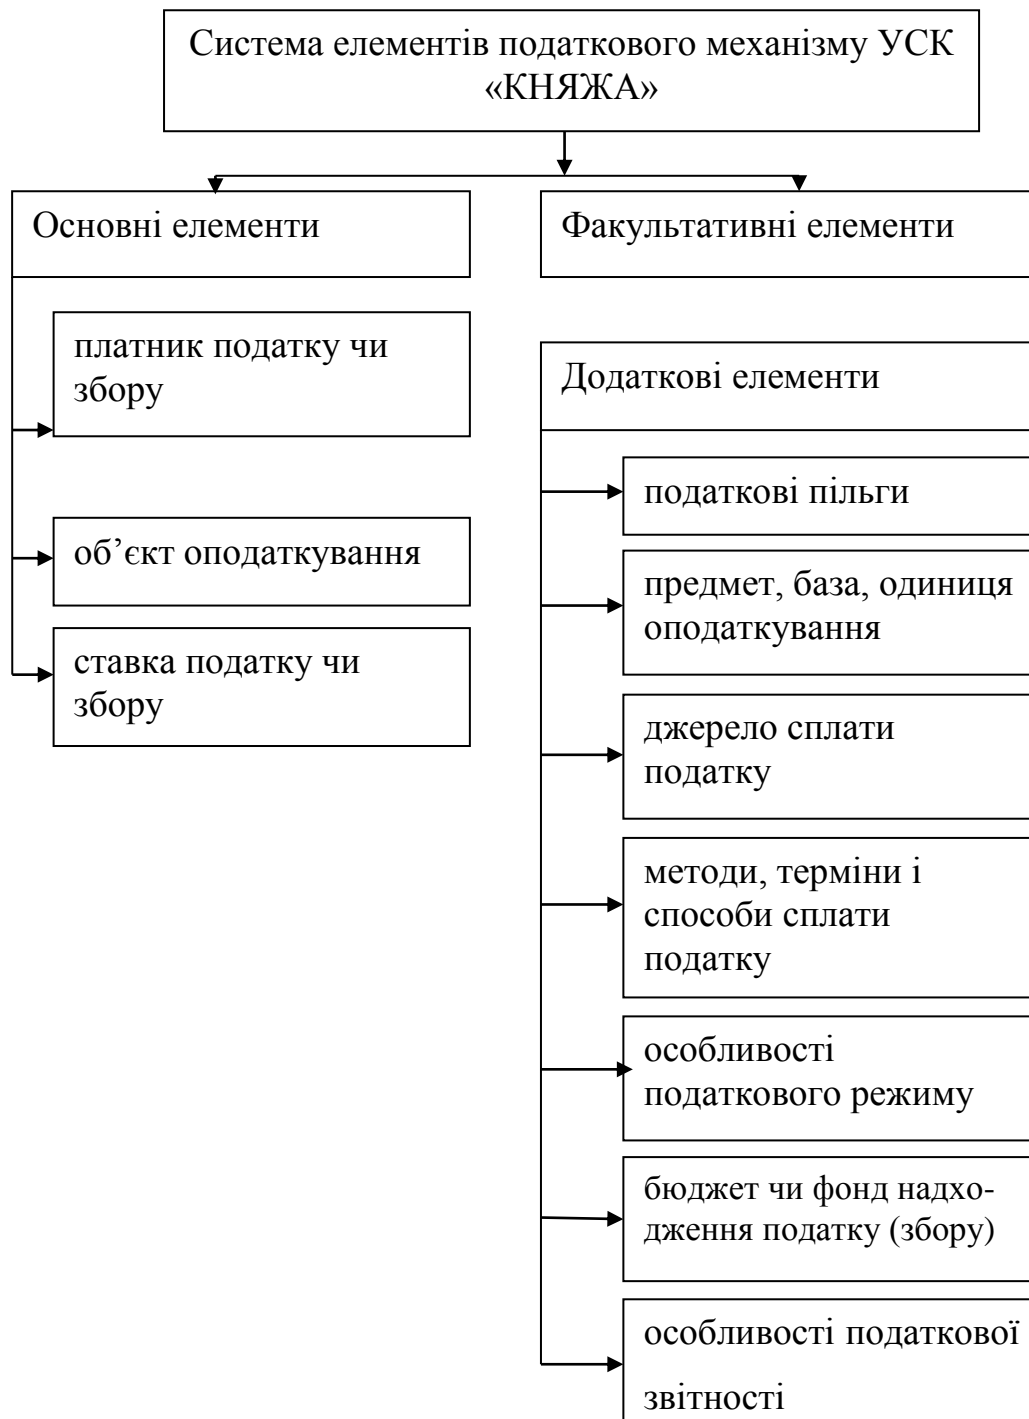 Система елементів податкового механізму УСК
«КНЯЖА»
Основні елементи
платник податку чи
збору
об’єкт оподаткування
ставка податку чи
збору
Факультативні елементи
Додаткові елементи
податкові пільги
предмет, база, одиниця
оподаткування
джерело сплати
податку
методи, терміни і
способи сплати
податку
особливості
податкового режиму
бюджет чи фонд надхо-
дження податку (збору)
особливості податкової
звітності